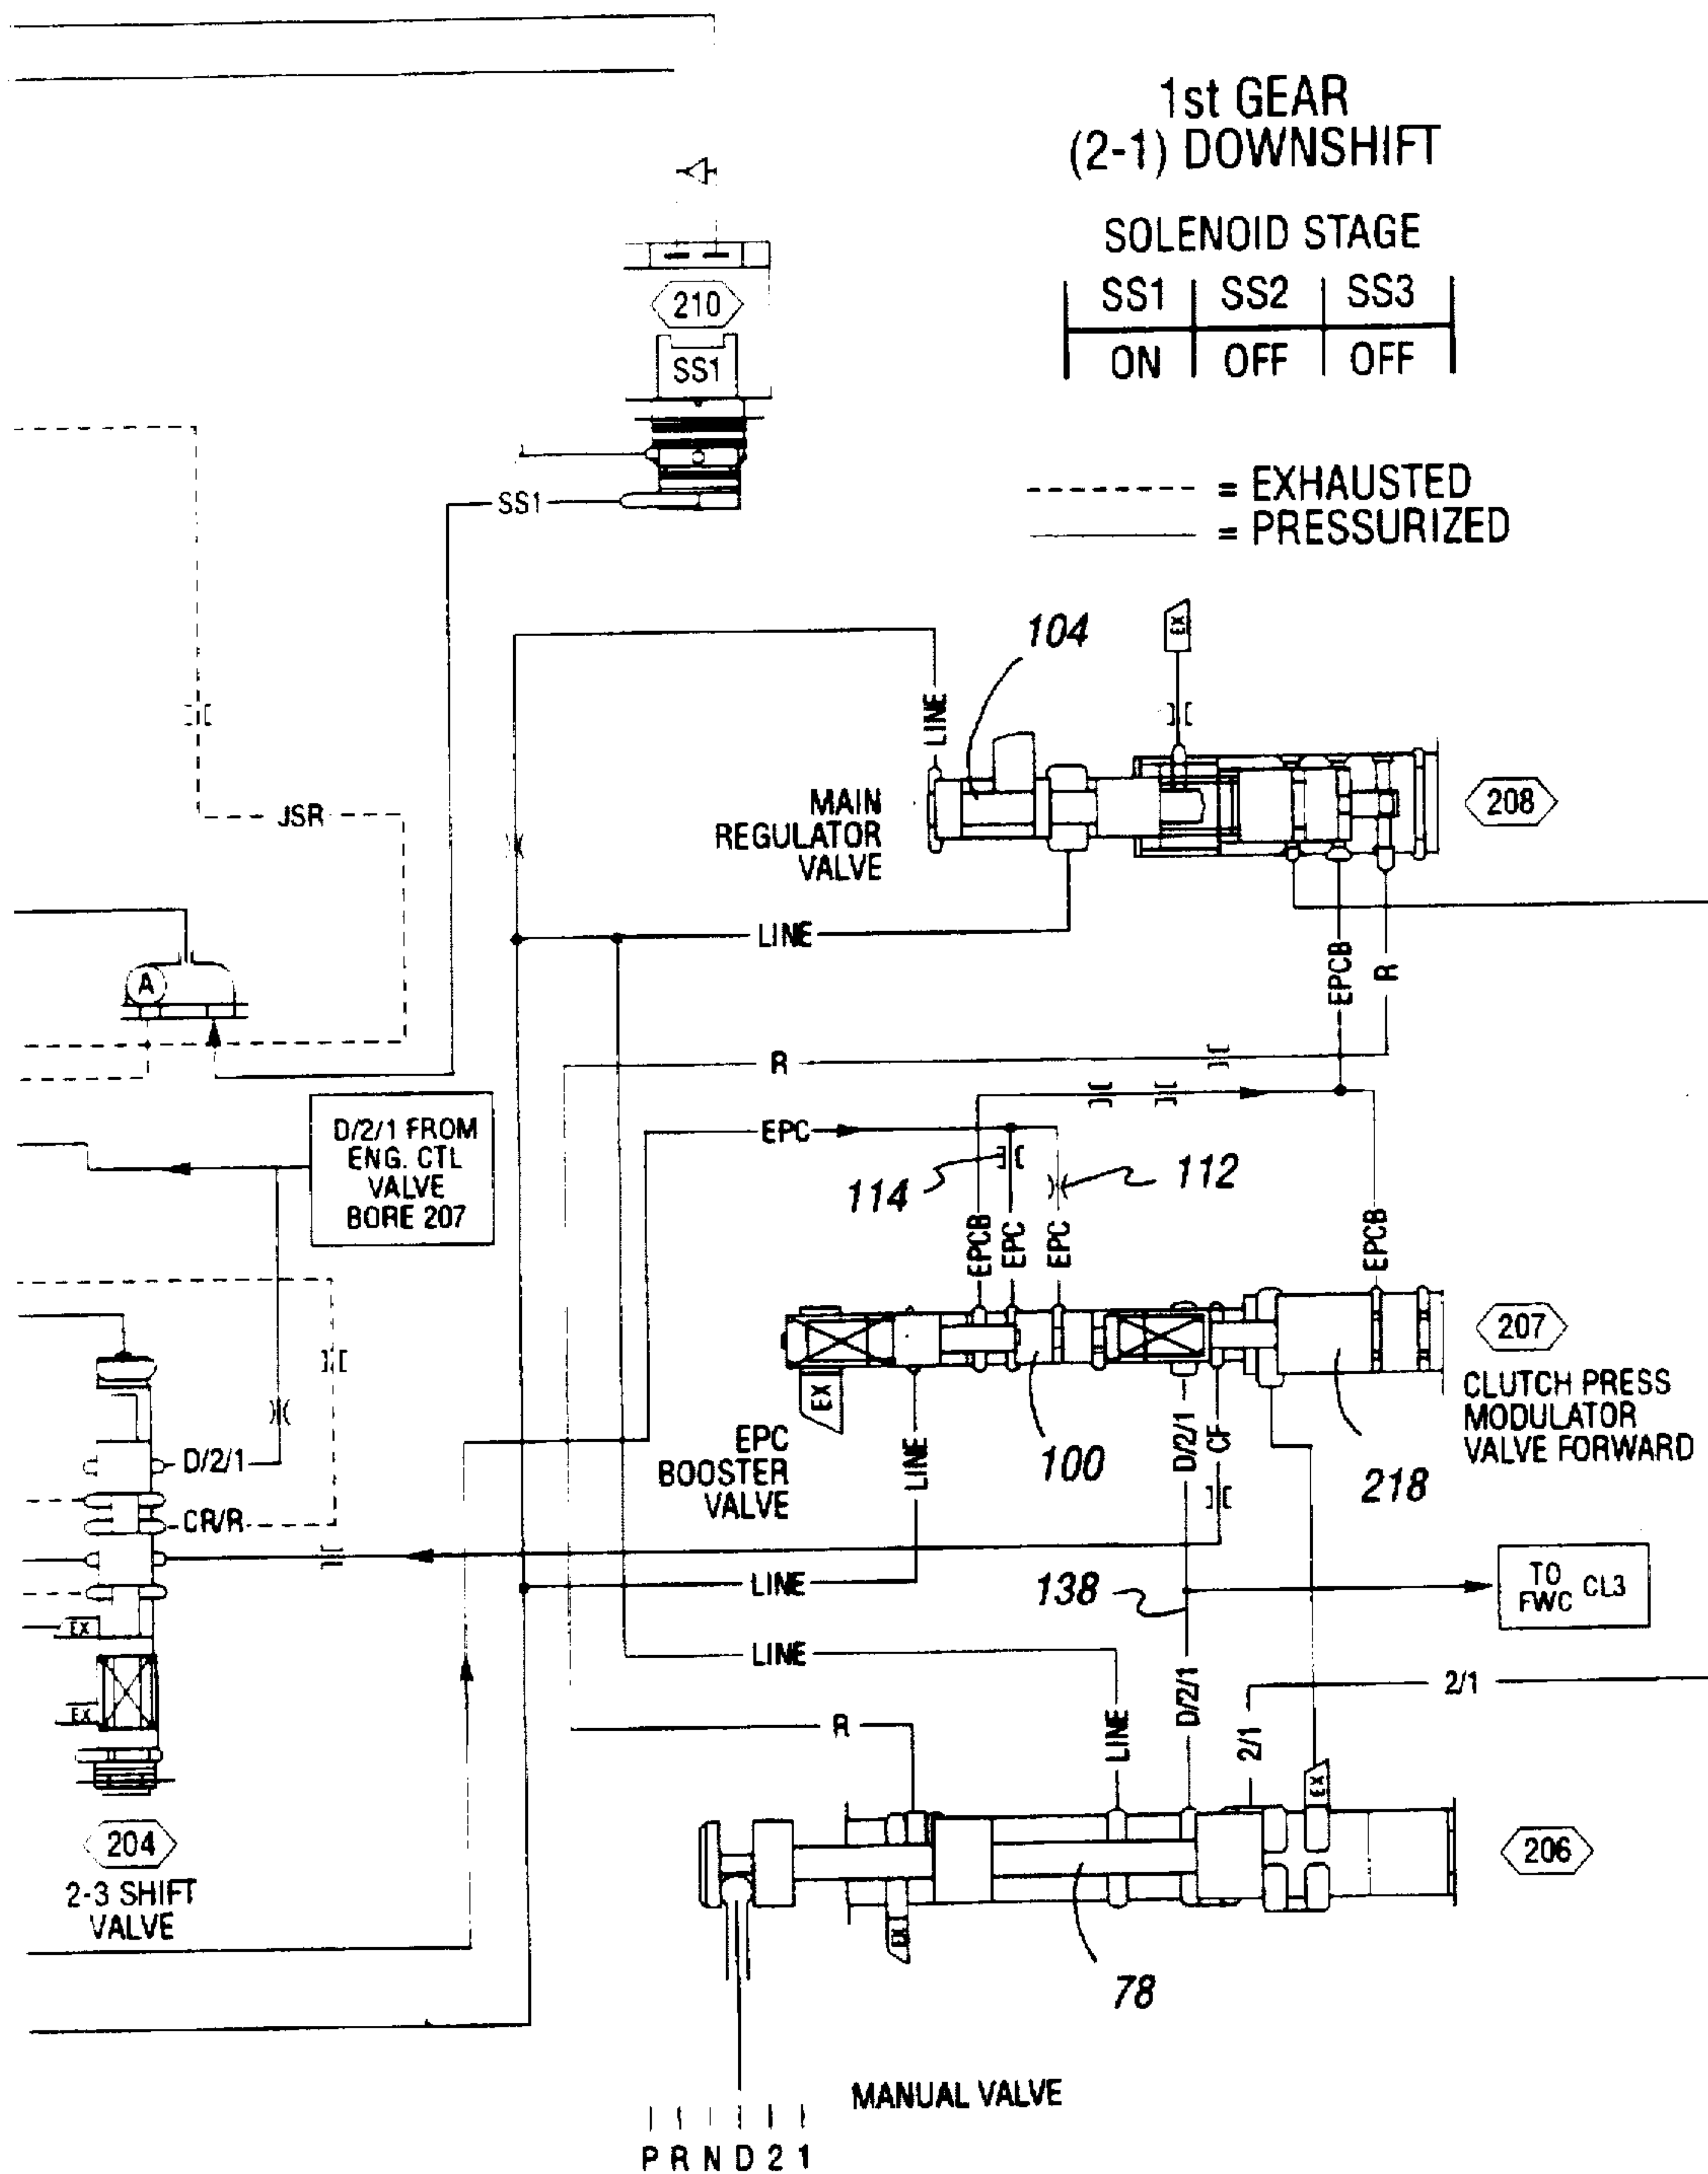 1st GEAR
(2-1) DOWNSHIFT
SOLENOID STAGE
SS1 SS2 SS3
ON OFF OFF
210
SS1
SS1
= EXHAUSTED
= PRESSURIZED
104
EX
LINE
MAIN
REGULATOR
VALVE
208
JSR
LINE
EPCB
R
A
R
D/2/1 FROM
ENG. CTL
VALVE
BORE 207
EPC
114
112
EPCB
EPC
EPC
EPCB
207
EX
CLUTCH PRESS
MODULATOR
VALVE FORWARD
EPC
BOOSTER
VALVE
LINE
100
D/2/1
CF
218
D/2/1
CR/R
LINE
138
TO
FWC CL3
EX
LINE
2/1
EX
R
LINE
D/2/1
2/1
EX
204
2-3 SHIFT
VALVE
206
EX
78
MANUAL VALVE
P R N D 2 1